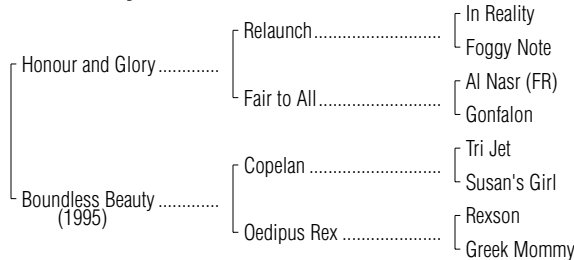 In Reality
Relaunch..................
Foggy Note
Honour and Glory .............
Al Nasr (FR)
Fair to All..................
Gonfalon
Tri Jet
Copelan ...................
Susan's Girl
Boundless Beauty .............
(1995)
Rexson
Oedipus Rex ..............
Greek Mommy